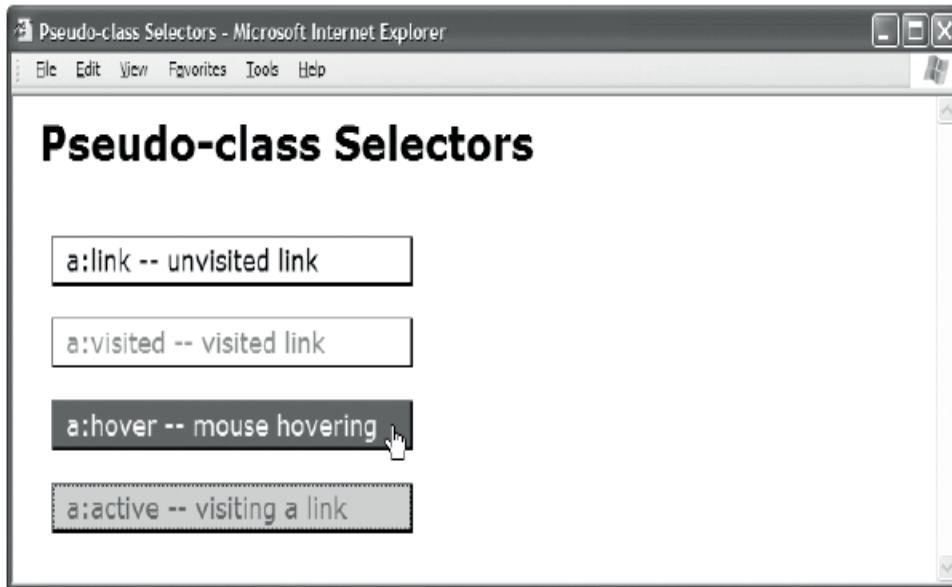 Pseudo-class Selectors - Microsoft Internet Explorer
File Edit View Favorites Tools Help
Pseudo-class Selectors
a:link -- unvisited link
a:visited -- visited link
a:hover -- mouse hovering
a:active -- visiting a link